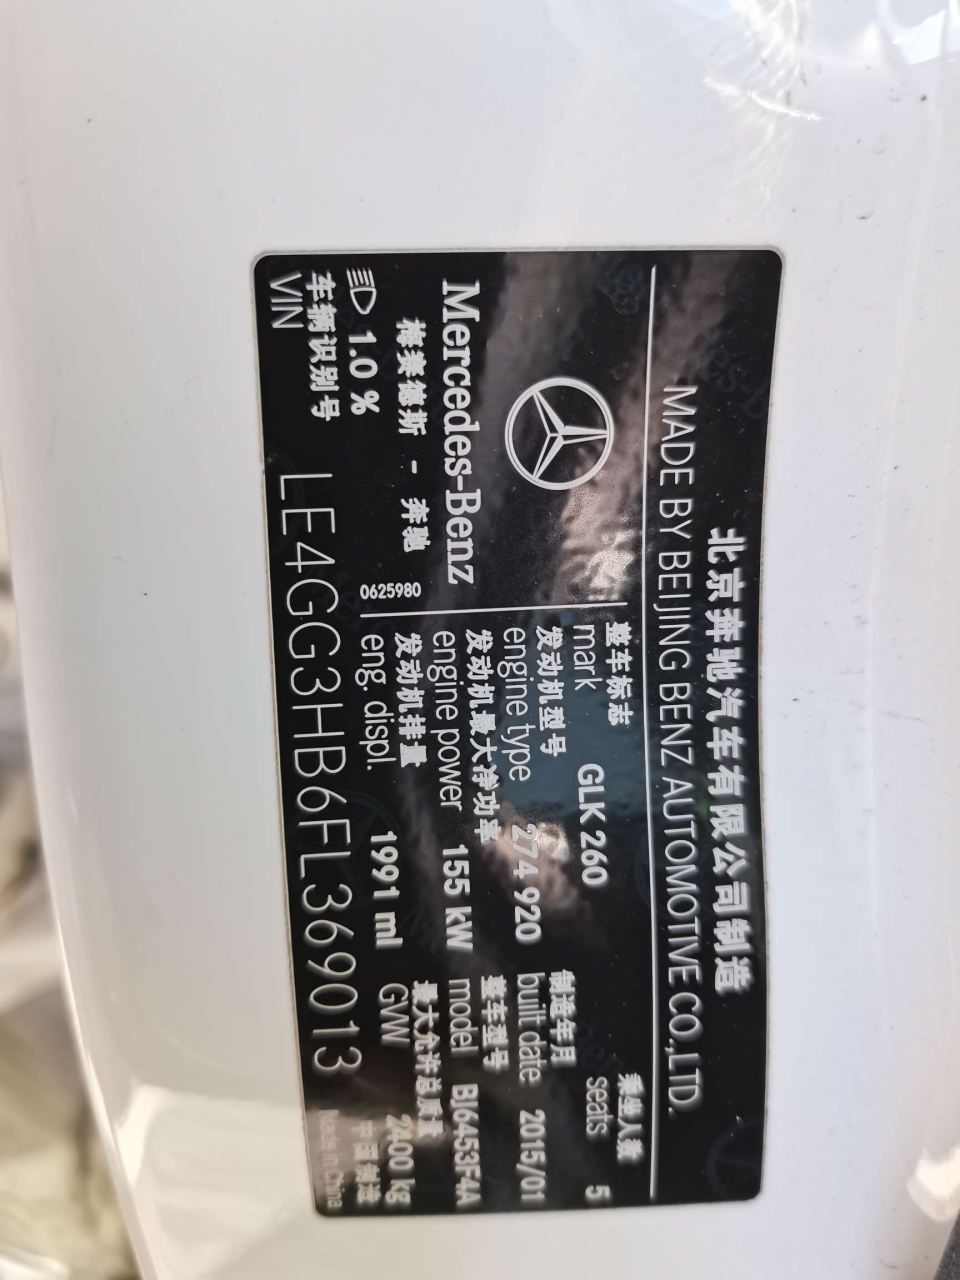 北京奔驰汽车有限公司制造
MADE BY BEIJING BENZ AUTOMOTIVE CO.,LTD.
Mercedes-Benz
梅赛德斯 - 奔驰
1.0 %
0625980
整车标志
mark GLK 260
乘坐人数
seats 5
发动机型号
engine type 274 920
制造年月
built date 2015/01
发动机最大净功率
engine power 155 kW
整车型号
model BJ6453F4A
发动机排量
eng. displ. 1991 ml
最大允许总质量
GVW 2400 kg
车辆识别号
VIN LE4GG3HB6FL369013
中国制造
Made in China